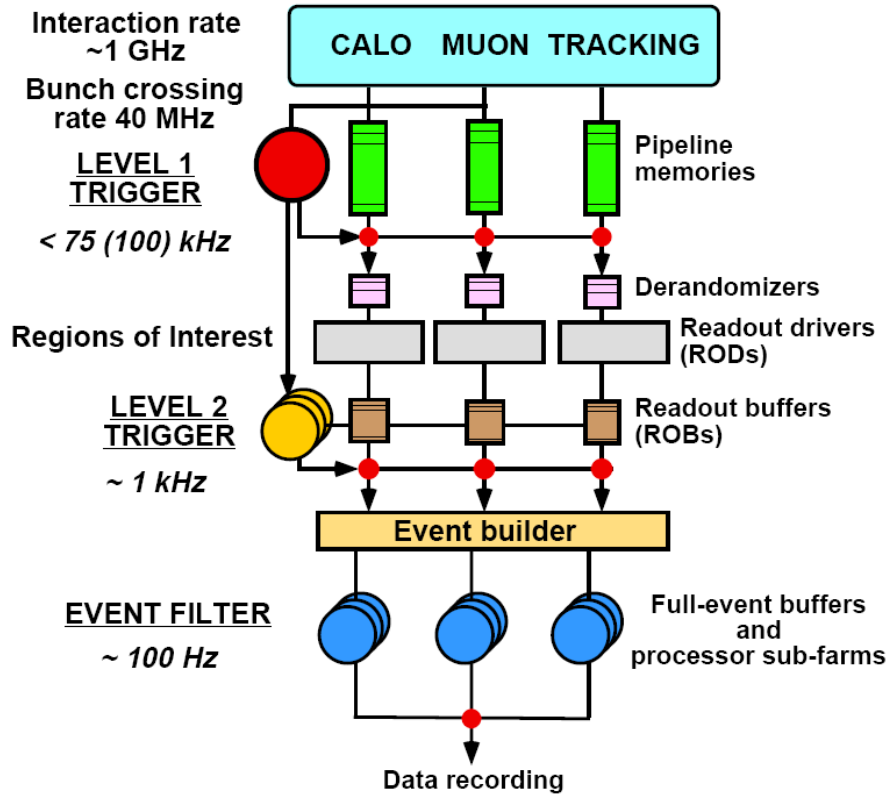 Interaction rate
~1 GHz
CALO MUON TRACKING
Bunch crossing
rate 40 MHz
LEVEL 1
TRIGGER
Pipeline
memories
< 75 (100) kHz
Derandomizers
Regions of Interest
Readout drivers
(RODs)
LEVEL 2
TRIGGER
Readout buffers
(ROBs)
~ 1 kHz
Event builder
EVENT FILTER
~ 100 Hz
Full-event buffers
and
processor sub-farms
Data recording